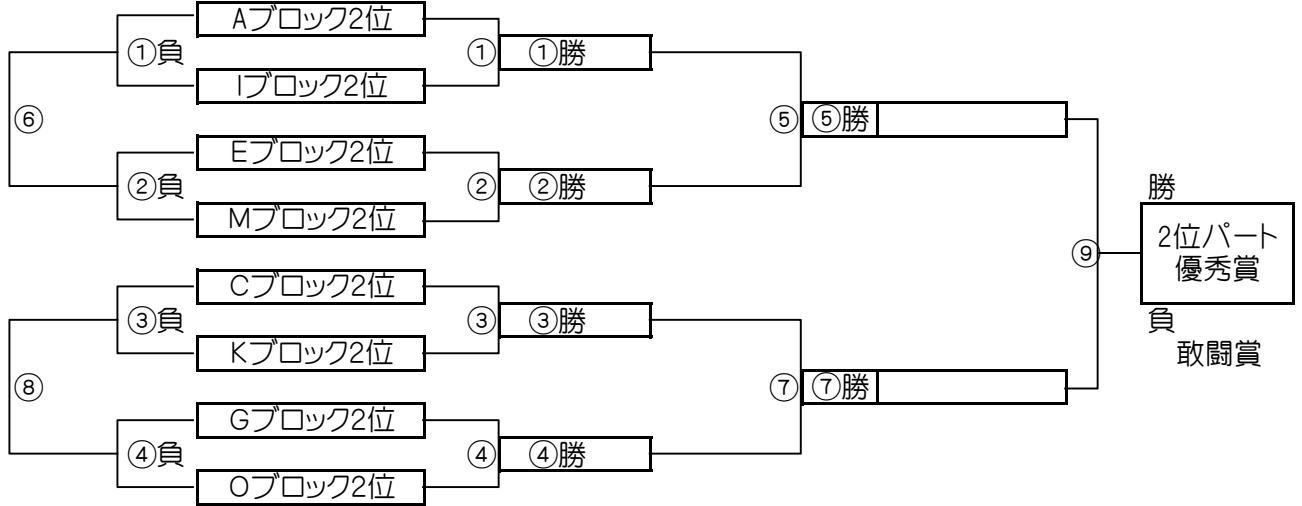 Aブロック2位
①負
①
①勝
Iブロック2位
⑥
⑤
⑤勝
Eブロック2位
②負
②
②勝
Mブロック2位
勝
2位パート
優秀賞
⑨
Cブロック2位
③負
③
③勝
負
敢闘賞
Kブロック2位
⑧
⑦
⑦勝
Gブロック2位
④負
④
④勝
Oブロック2位